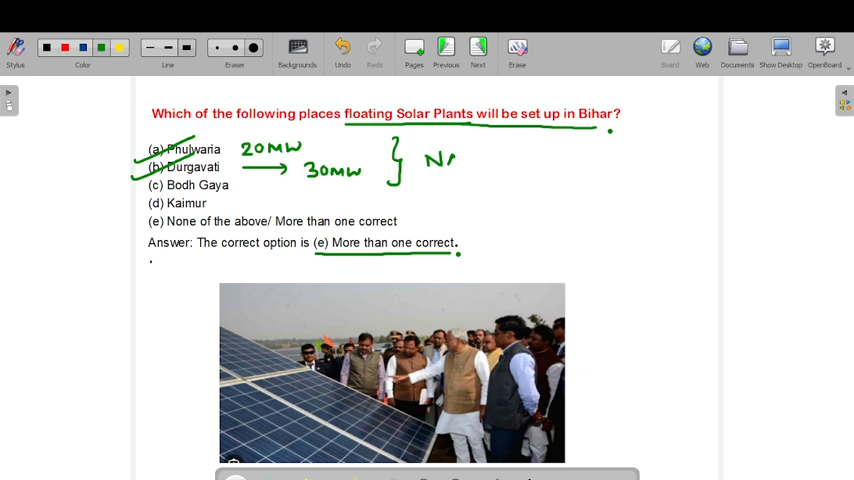 Stylus
Color
Line
Eraser
Backgrounds
Undo
Redo
Pages
Previous
Next
Erase
Board
Web
Documents
Show Desktop
OpenBoard
Which of the following places floating Solar Plants will be set up in Bihar?
(a) Phulwaria 20MW
(b) Durgavati 30MW
(c) Bodh Gaya
(d) Kaimur
(e) None of the above/ More than one correct
Answer: The correct option is (e) More than one correct.